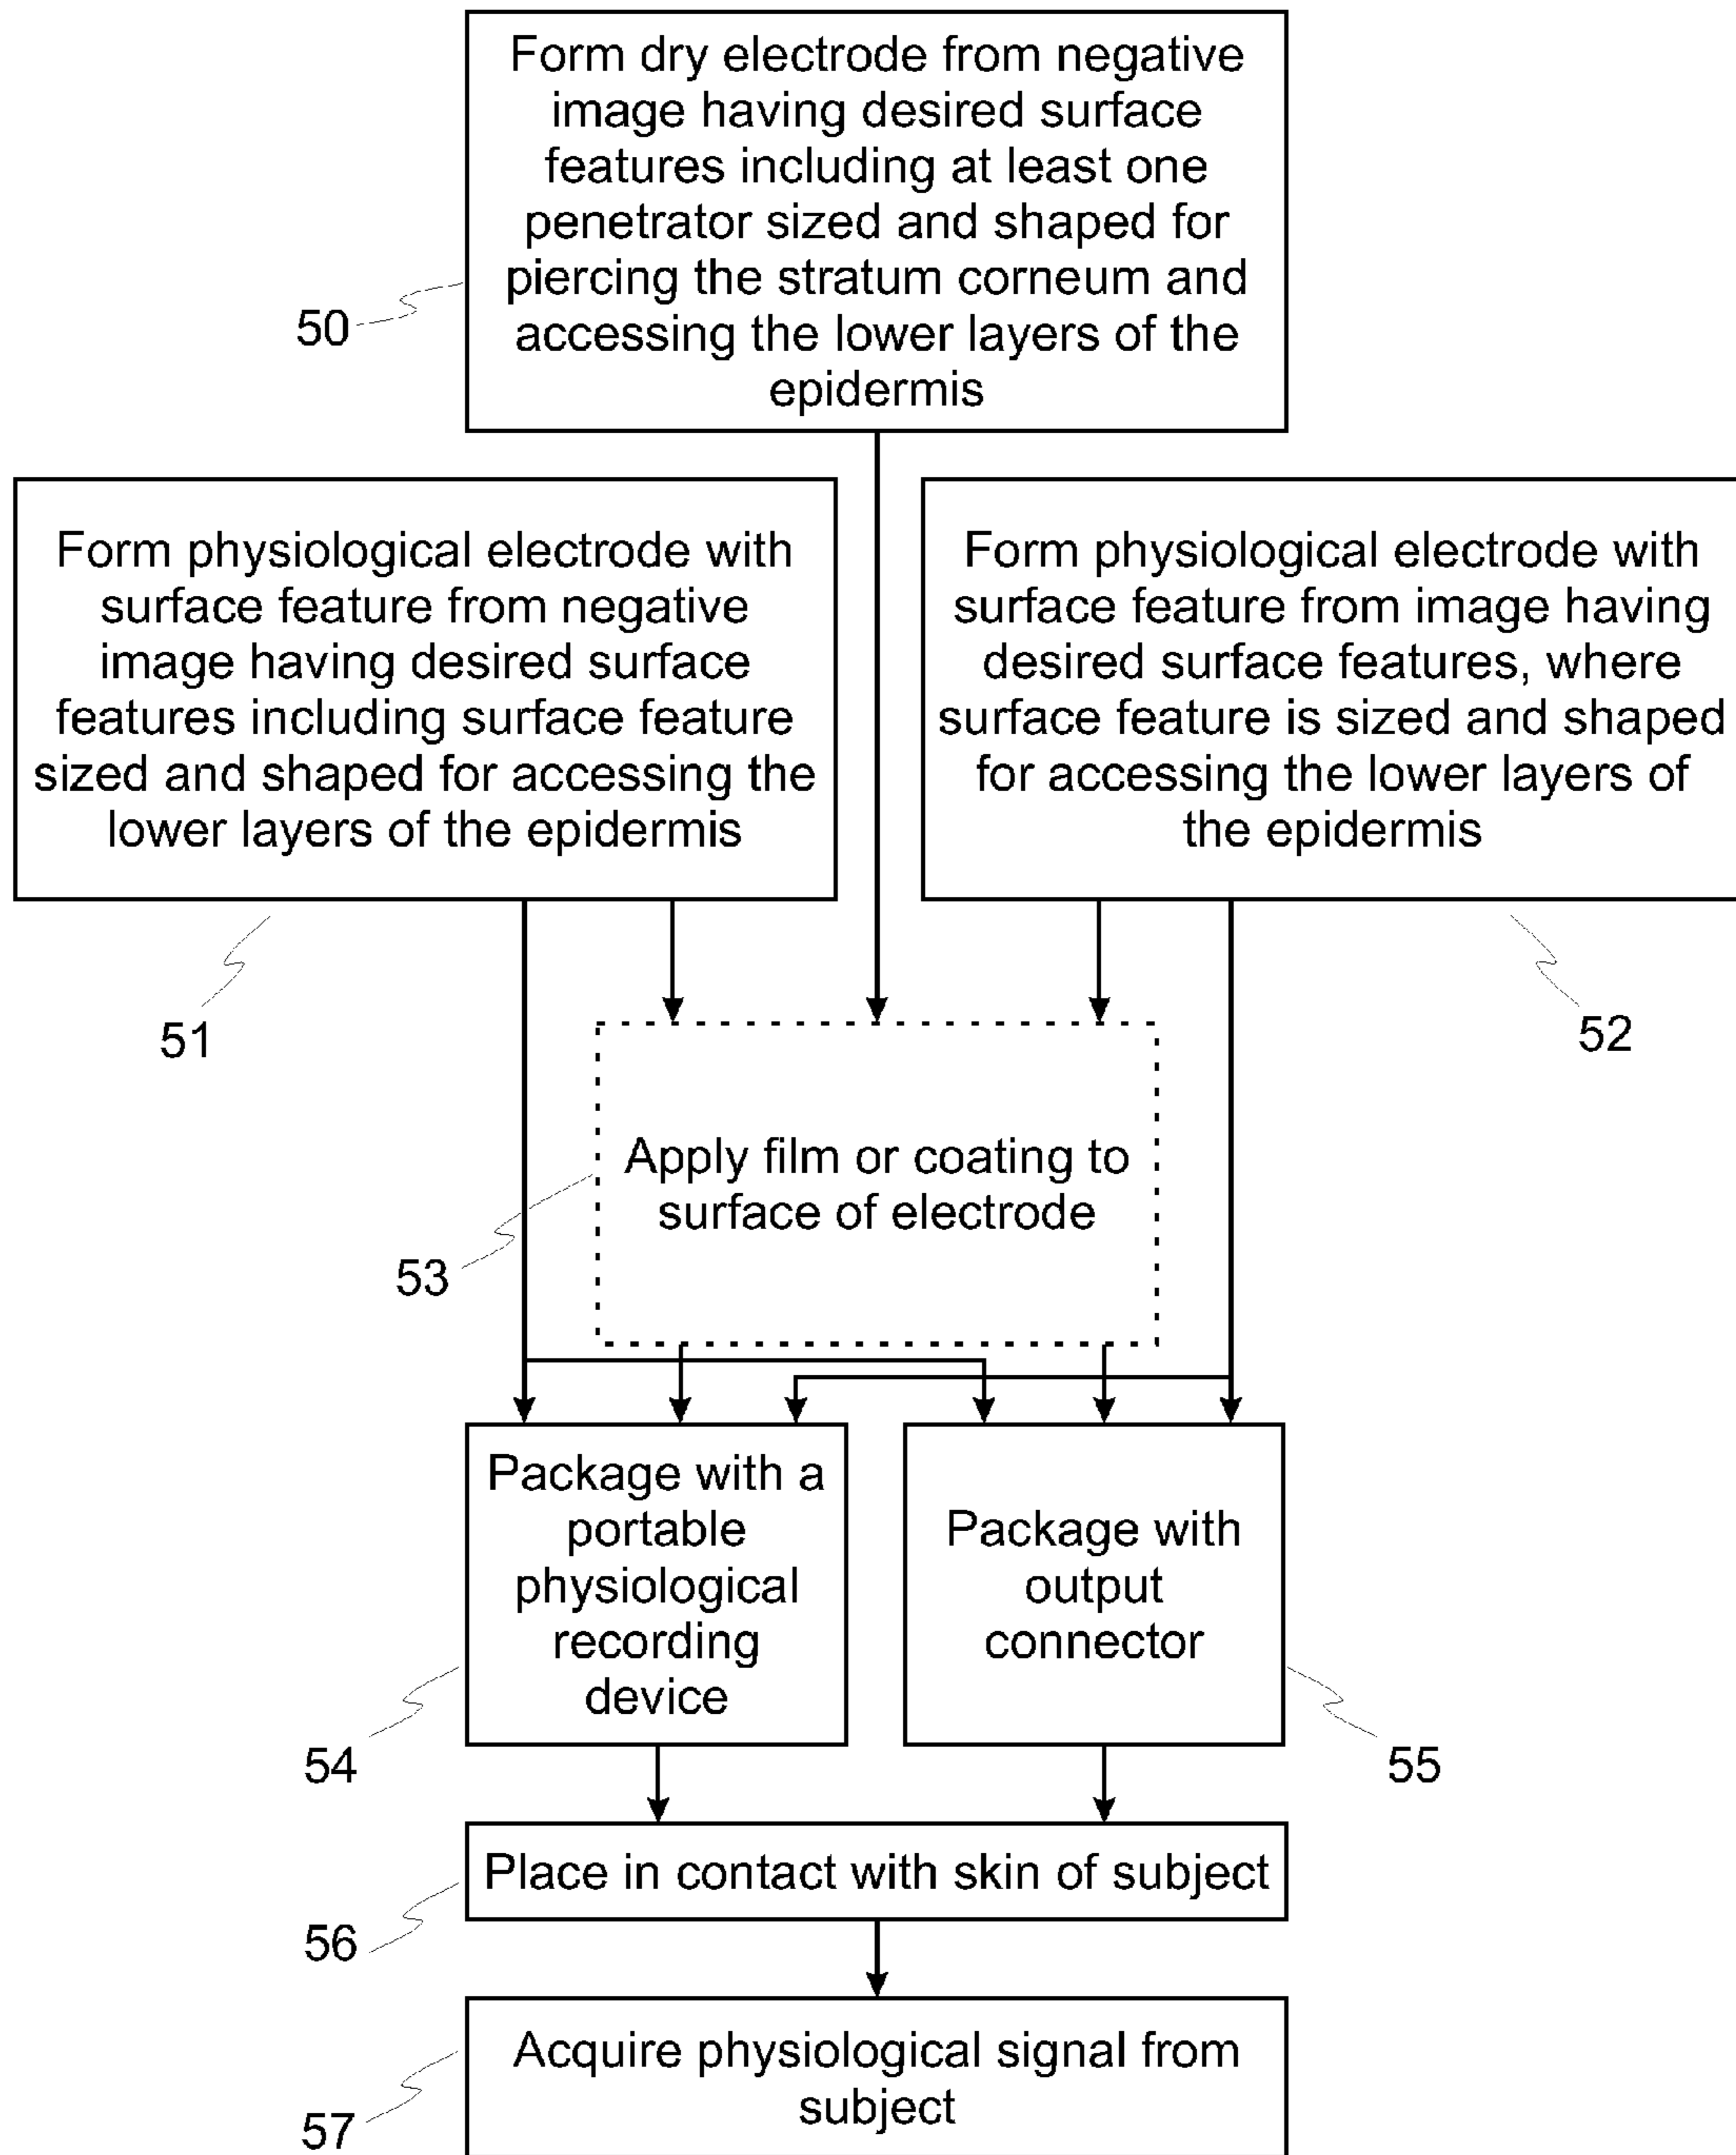 Form dry electrode from negative
image having desired surface
features including at least one
penetrator sized and shaped for
piercing the stratum corneum and
accessing the lower layers of the
epidermis
50
Form physiological electrode with
surface feature from negative
image having desired surface
features including surface feature
sized and shaped for accessing the
lower layers of the epidermis
51
Form physiological electrode with
surface feature from image having
desired surface features, where
surface feature is sized and shaped
for accessing the lower layers of
the epidermis
52
Apply film or coating to
surface of electrode
53
Package with a
portable
physiological
recording
device
54
Package with
output
connector
55
Place in contact with skin of subject
56
Acquire physiological signal from
subject
57